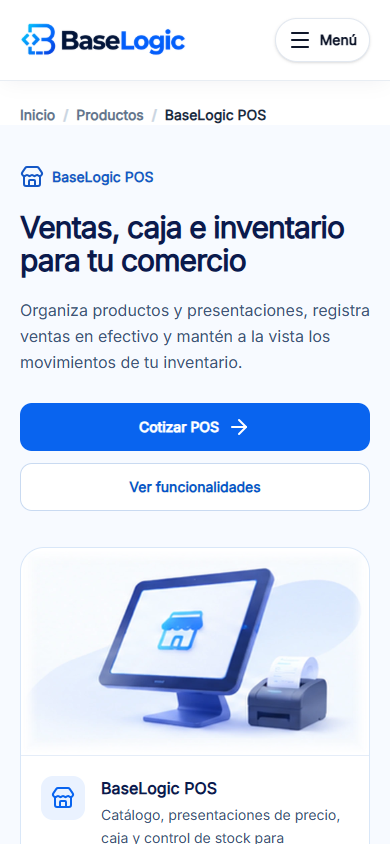 BaseLogic
Menú
Inicio / Productos / BaseLogic POS
BaseLogic POS
Ventas, caja e inventario
para tu comercio
Organiza productos y presentaciones, registra
ventas en efectivo y mantén a la vista los
movimientos de tu inventario.
Cotizar POS
Ver funcionalidades
BaseLogic POS
Catálogo, presentaciones de precio,
caja y control de stock para